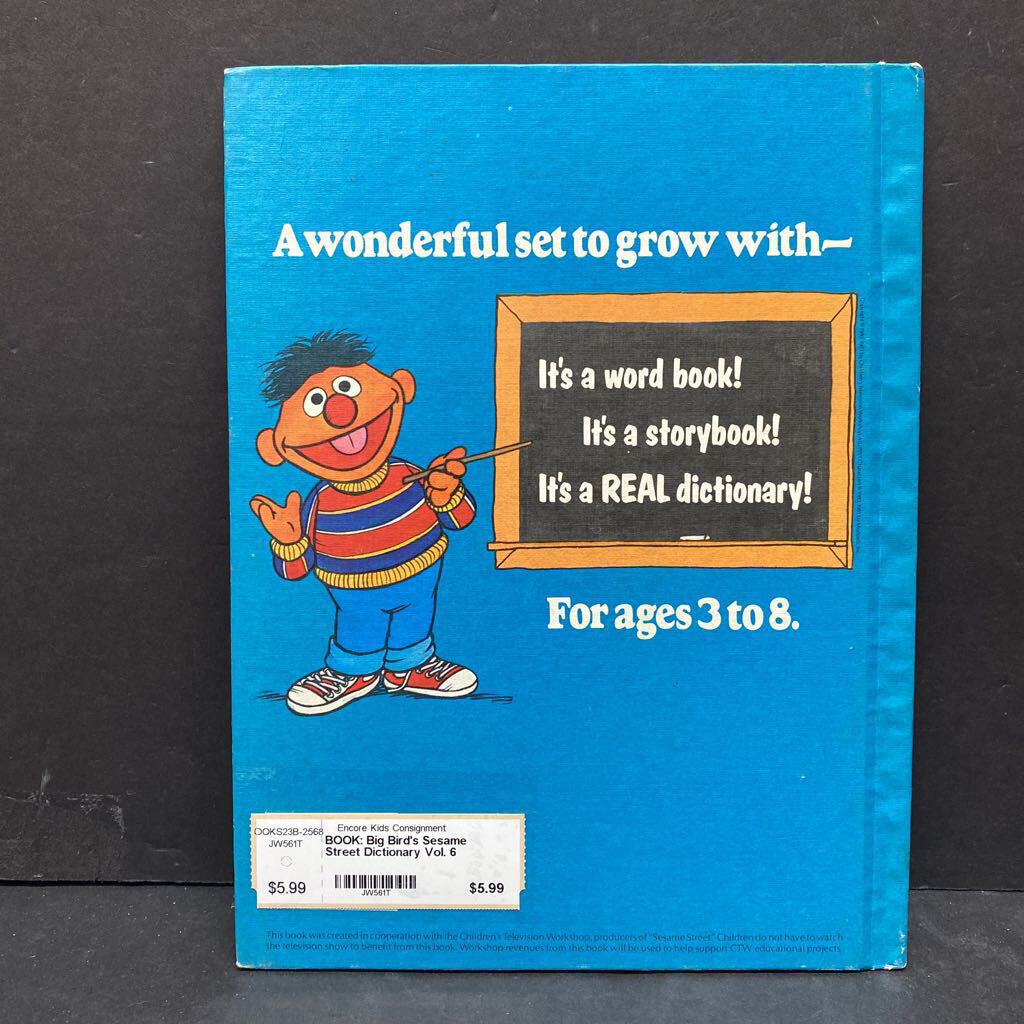 A wonderful set to grow with—
It's a word book!
It's a storybook!
It's a REAL dictionary!
For ages 3 to 8.
OOKS23B-2568
JW561T
$5.99
Encore Kids Consignment
BOOK: Big Bird's Sesame
Street Dictionary Vol. 6
JW561T
$5.99
This book was created in cooperation with the Children's Television Workshop, producers of "Sesame Street." Children do not have to watch
the television show to benefit from this book. Workshop revenues from this book will be used to help support CTW educational projects.